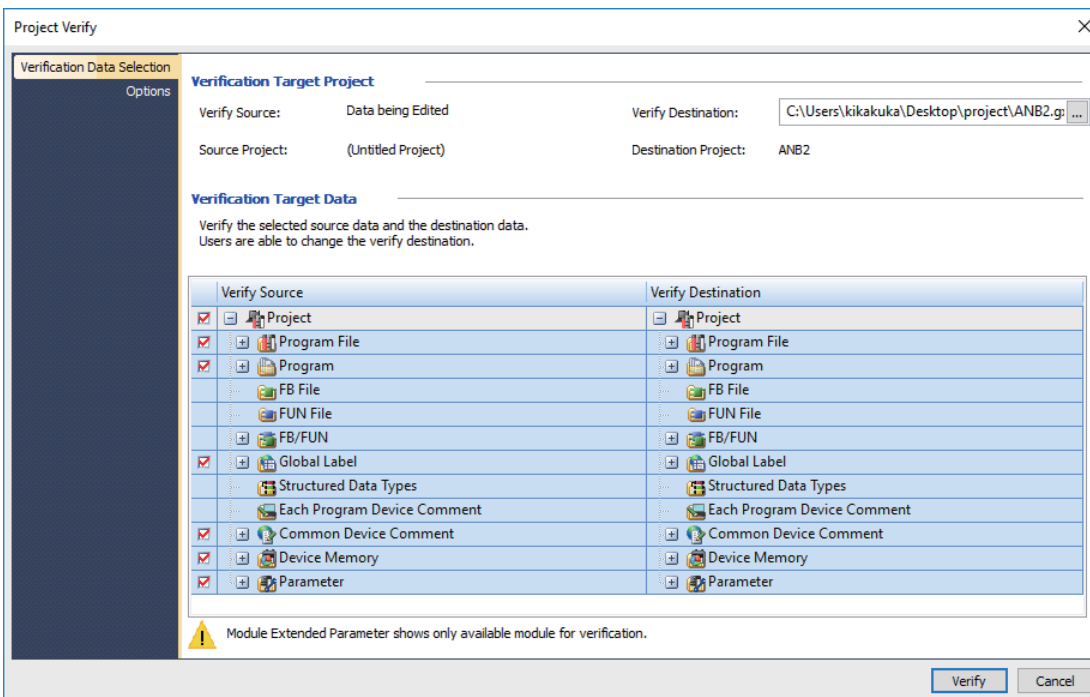 Project Verify
Verification Data Selection
Options
Verification Target Project
Verify Source: Data being Edited Verify Destination: C:\Users\kikakuka\Desktop\project\ANB2.g ...
Source Project: (Untitled Project) Destination Project: ANB2
Verification Target Data
Verify the selected source data and the destination data.
Users are able to change the verify destination.
Verify Source Verify Destination
Project Project
Program File Program File
Program Program
FB File FB File
FUN File FUN File
FB/FUN FB/FUN
Global Label Global Label
Structured Data Types Structured Data Types
Each Program Device Comment Each Program Device Comment
Common Device Comment Common Device Comment
Device Memory Device Memory
Parameter Parameter
Module Extended Parameter shows only available module for verification.
Verify Cancel